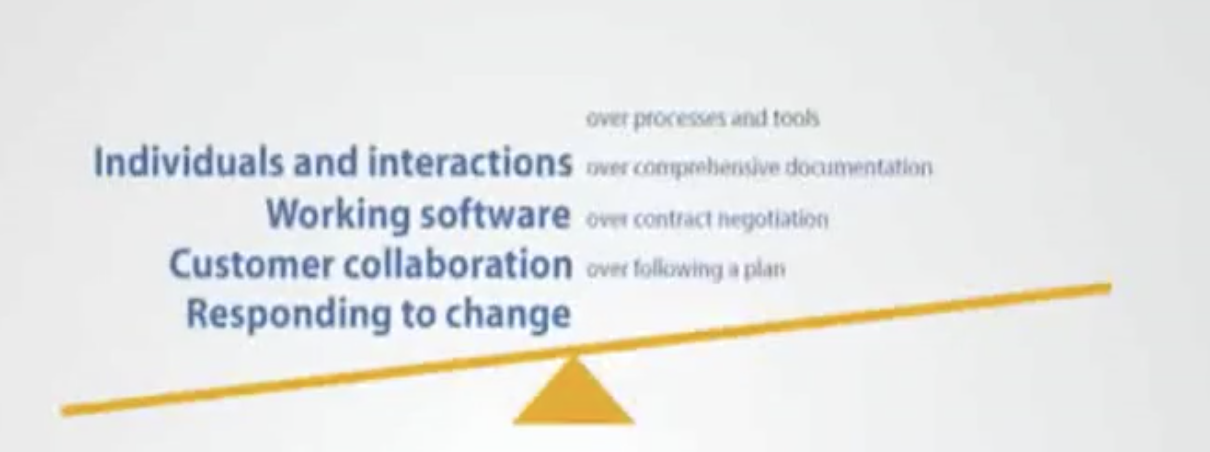 over processes and tools
Individuals and interactions over comprehensive documentation
Working software over contract negotiation
Customer collaboration over following a plan
Responding to change